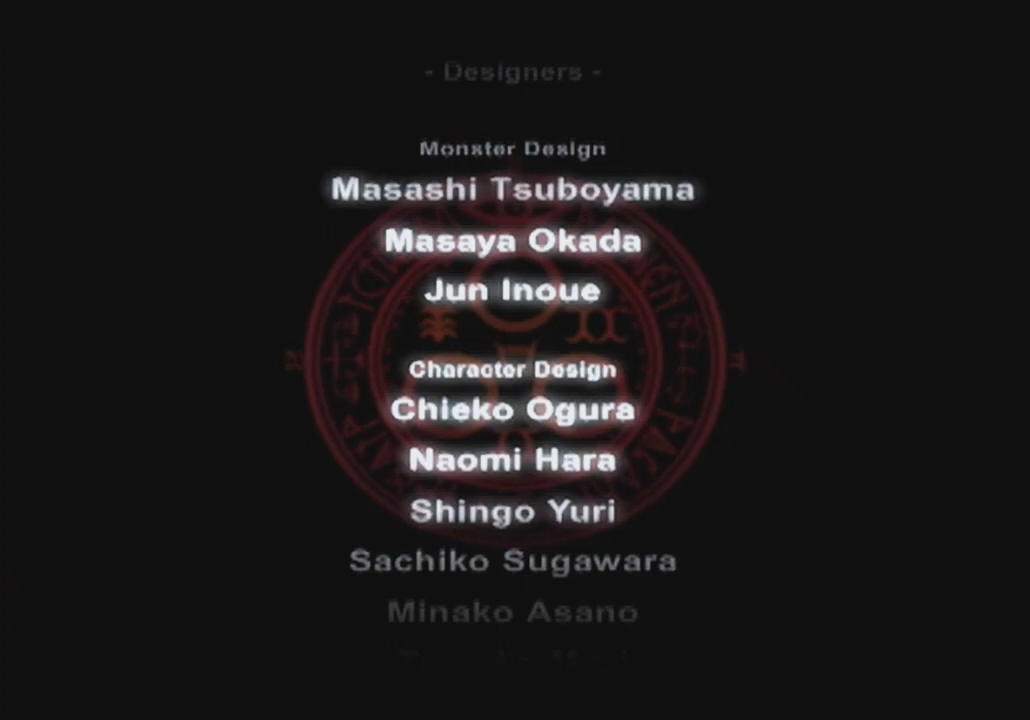 - Designers -
Monster Design
Masashi Tsuboyama
Masaya Okada
Jun Inoue
Character Design
Chieko Ogura
Naomi Hara
Shingo Yuri
Sachiko Sugawara
Minako Asano